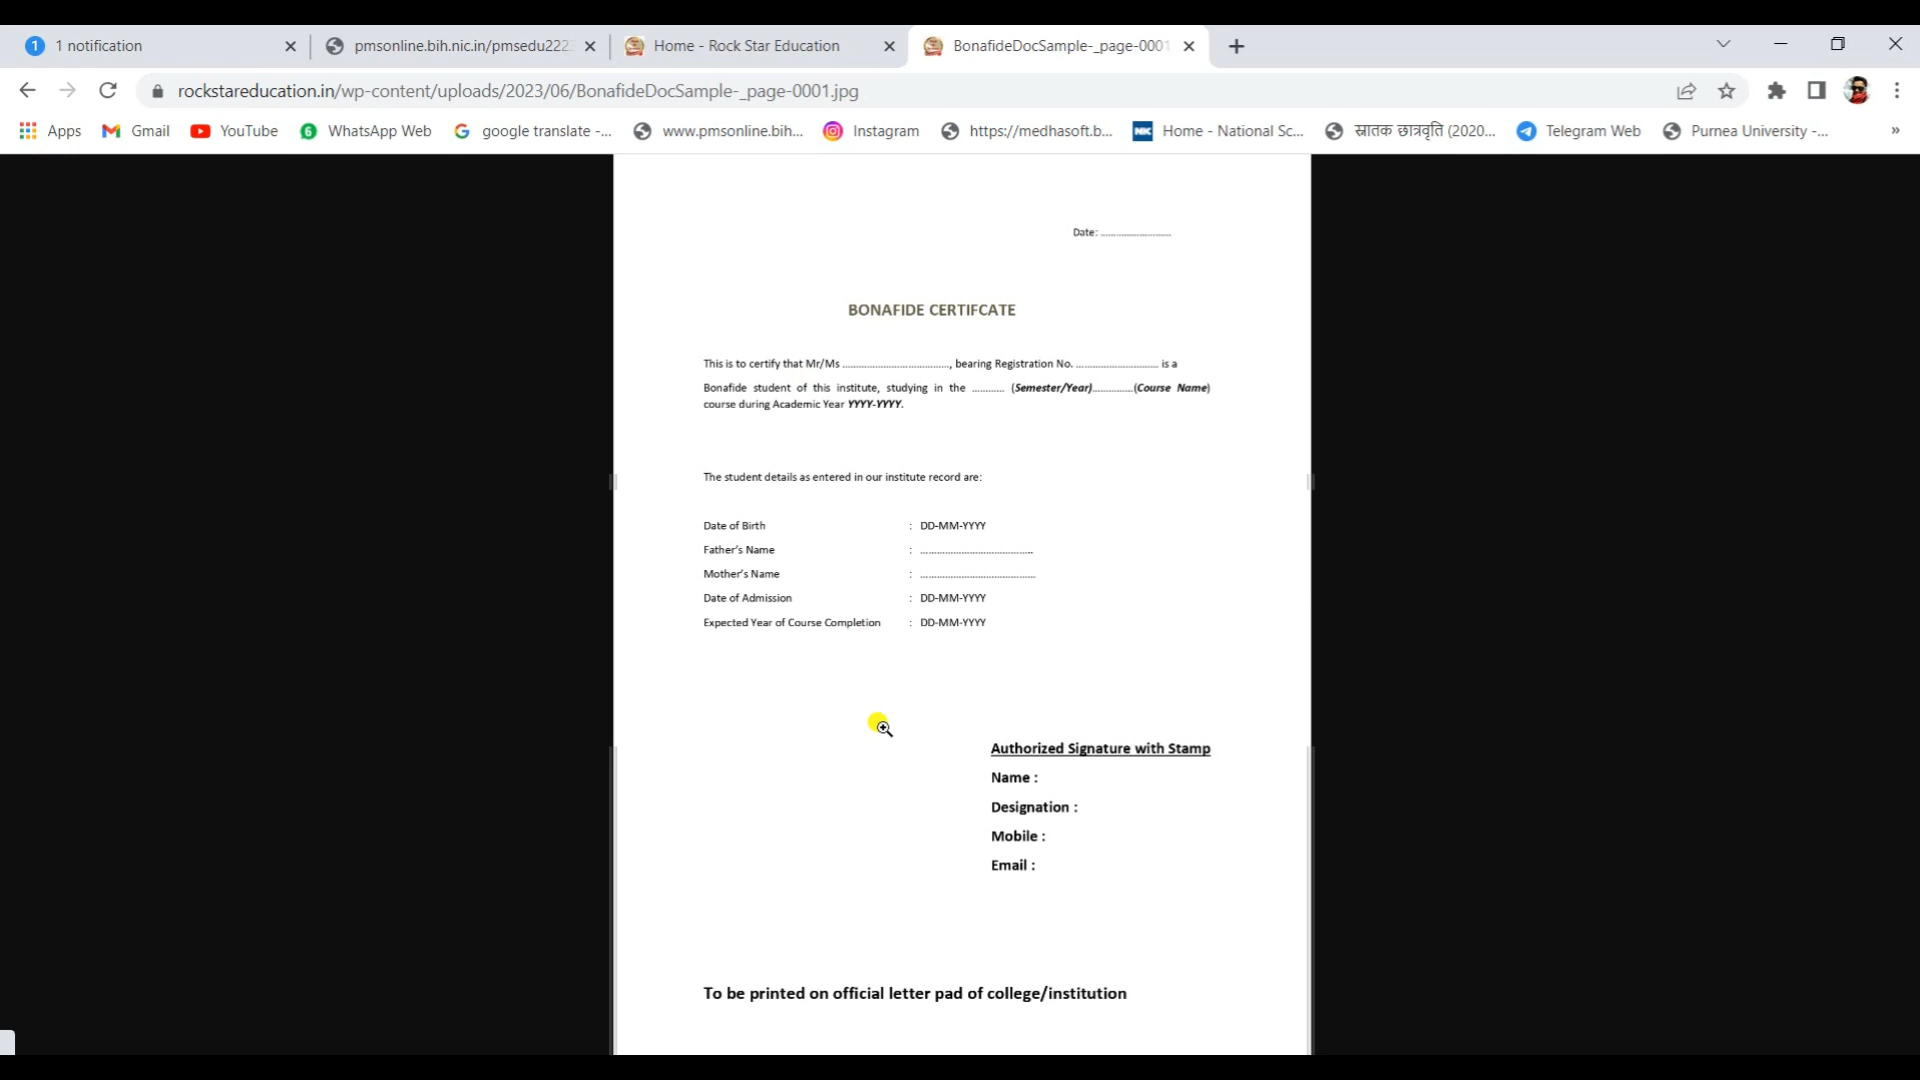 1 1 notification
pmsonline.bih.nic.in/pmsedu222
Home - Rock Star Education
BonafideDocSample-_page-0001
rockstareducation.in/wp-content/uploads/2023/06/BonafideDocSample-_page-0001.jpg
Apps Gmail YouTube 6 WhatsApp Web google translate -... www.pmsonline.bih... Instagram https://medhasoft.b... Home - National Sc... स्नातक छात्रवृति (2020... Telegram Web Purnea University -... »
Date: ............................
BONAFIDE CERTIFCATE
This is to certify that Mr/Ms ......................................., bearing Registration No. .............................. is a
Bonafide student of this institute, studying in the ............ (Semester/Year)...............(Course Name)
course during Academic Year YYYY-YYYY.
The student details as entered in our institute record are:
Date of Birth : DD-MM-YYYY
Father's Name : ..........................................
Mother's Name : ..........................................
Date of Admission : DD-MM-YYYY
Expected Year of Course Completion : DD-MM-YYYY
Authorized Signature with Stamp
Name :
Designation :
Mobile :
Email :
To be printed on official letter pad of college/institution